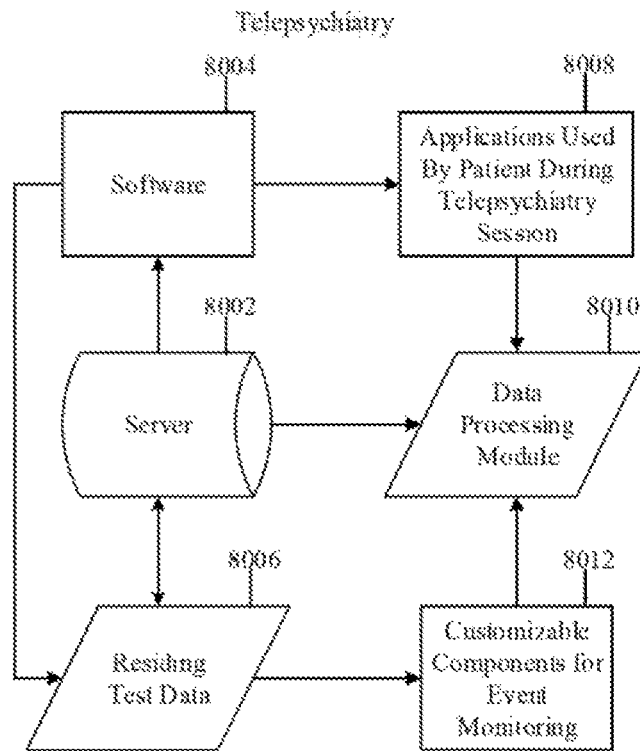 Telepsychiatry
8004
8008
Software
Applications Used
By Patient During
Telepsychiatry
Session
8002
8010
Server
Data
Processing
Module
8006
8012
Residing
Test Data
Customizable
Components for
Event
Monitoring